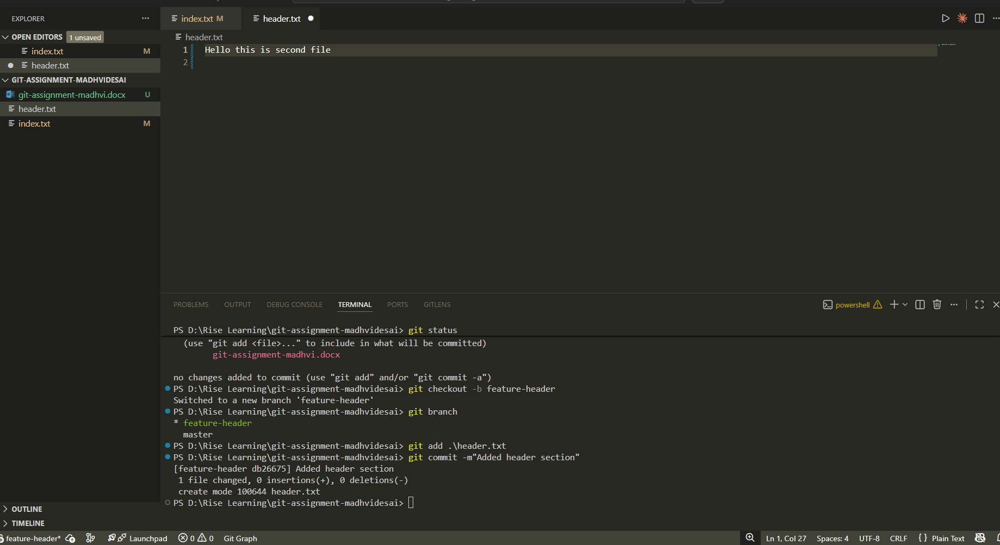 EXPLORER
index.txt M
header.txt
OPEN EDITORS 1 unsaved
header.txt
index.txt M
header.txt
1 Hello this is second file
2
GIT-ASSIGNMENT-MADHVIDESAI
git-assignment-madhvi.docx U
header.txt
index.txt M
PROBLEMS OUTPUT DEBUG CONSOLE TERMINAL PORTS GITLENS
powershell
PS D:\Rise Learning\git-assignment-madhvidesai> git status
(use "git add <file>..." to include in what will be committed)
git-assignment-madhvi.docx
no changes added to commit (use "git add" and/or "git commit -a")
PS D:\Rise Learning\git-assignment-madhvidesai> git checkout -b feature-header
Switched to a new branch 'feature-header'
PS D:\Rise Learning\git-assignment-madhvidesai> git branch
* feature-header
master
PS D:\Rise Learning\git-assignment-madhvidesai> git add .\header.txt
PS D:\Rise Learning\git-assignment-madhvidesai> git commit -m"Added header section"
[feature-header db26675] Added header section
1 file changed, 0 insertions(+), 0 deletions(-)
create mode 100644 header.txt
PS D:\Rise Learning\git-assignment-madhvidesai>
OUTLINE
TIMELINE
feature-header* Launchpad 0 0 Git Graph Ln 1, Col 27 Spaces: 4 UTF-8 CRLF { } Plain Text